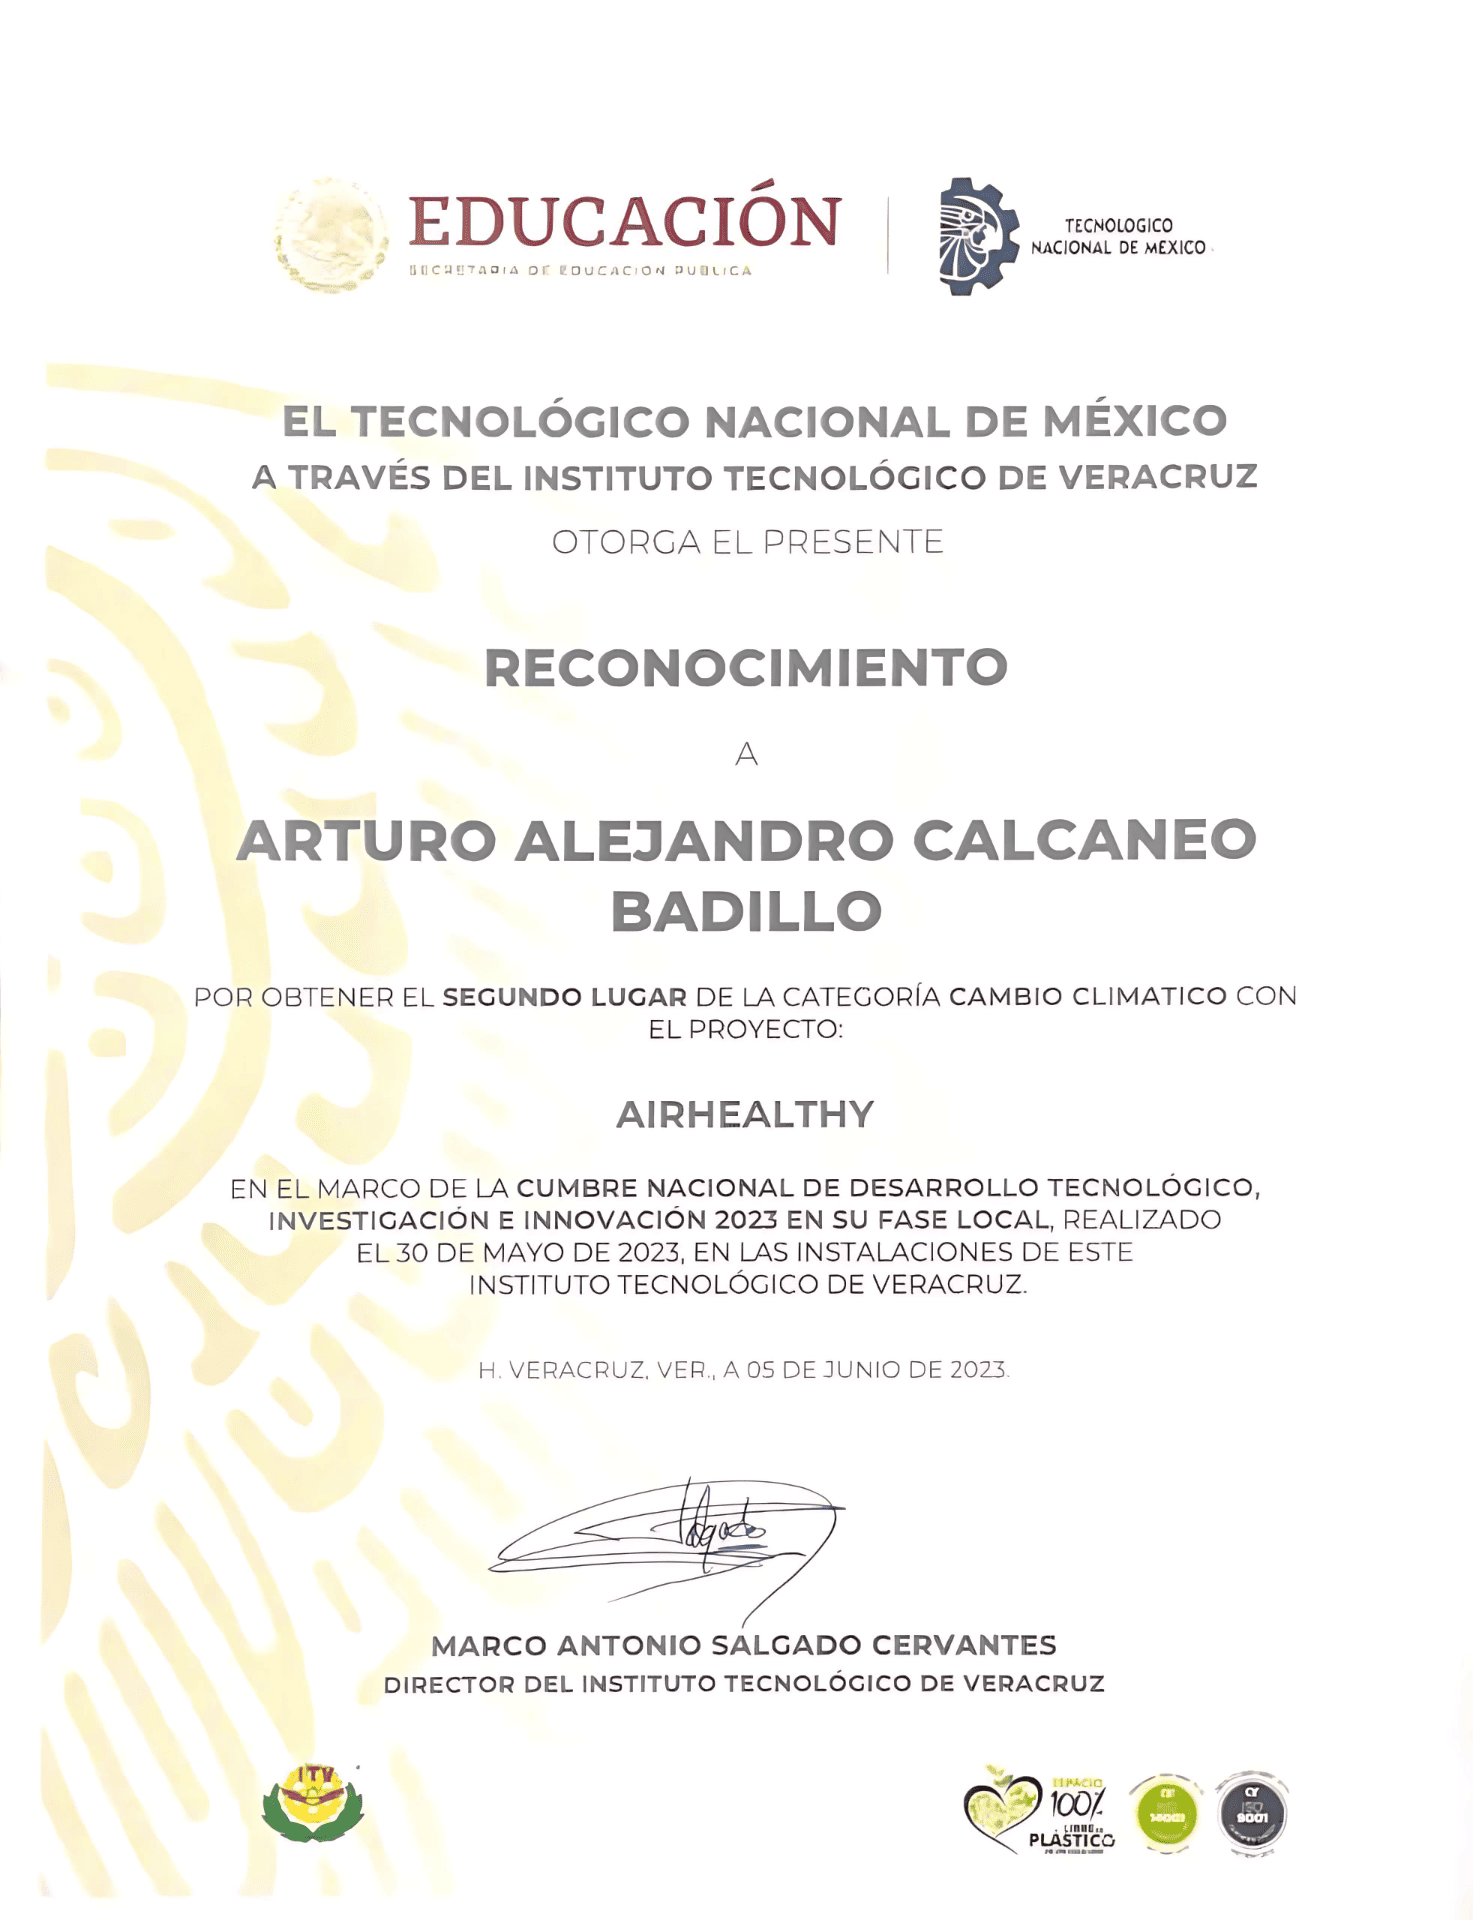 EDUCACIÓN
SECRETARIA DE EDUCACION PUBLICA
TECNOLOGICO
NACIONAL DE MEXICO
EL TECNOLÓGICO NACIONAL DE MÉXICO
A TRAVÉS DEL INSTITUTO TECNOLÓGICO DE VERACRUZ
OTORGA EL PRESENTE
RECONOCIMIENTO
A
ARTURO ALEJANDRO CALCANEO
BADILLO
POR OBTENER EL SEGUNDO LUGAR DE LA CATEGORÍA CAMBIO CLIMATICO CON
EL PROYECTO:
AIRHEALTHY
EN EL MARCO DE LA CUMBRE NACIONAL DE DESARROLLO TECNOLÓGICO,
INVESTIGACIÓN E INNOVACIÓN 2023 EN SU FASE LOCAL, REALIZADO
EL 30 DE MAYO DE 2023, EN LAS INSTALACIONES DE ESTE
INSTITUTO TECNOLÓGICO DE VERACRUZ.
H. VERACRUZ, VER., A 05 DE JUNIO DE 2023.
Salgado
MARCO ANTONIO SALGADO CERVANTES
DIRECTOR DEL INSTITUTO TECNOLÓGICO DE VERACRUZ
ITV
ESPACIO
100%
LIBRE DE
PLÁSTICO
ISO
9001